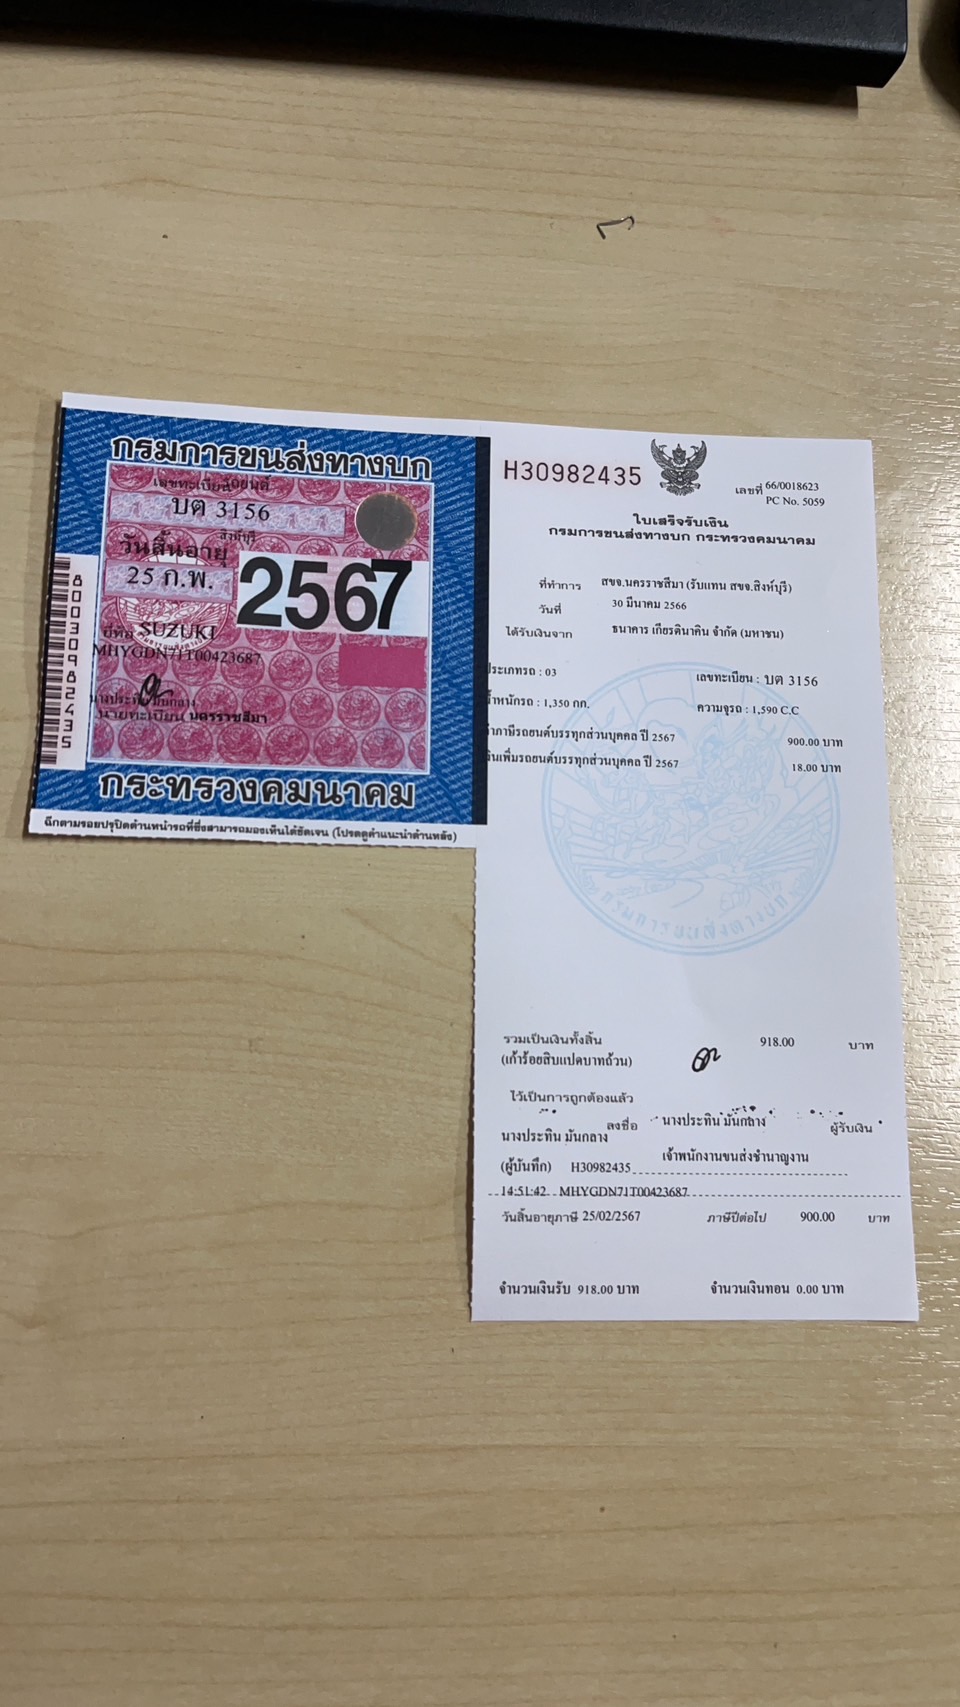 กรมการขนส่งทางบก
เลขทะเบียนรถยนต์
บต 3156
สิงห์บุรี
วันสิ้นอายุ
25 ก.พ. 2567
ยี่ห้อ SUZUKI
MHYGDN71T00423687
นางประทิน มันกลาง
นายทะเบียน นครราชสีมา
กระทรวงคมนาคม
ฉีกตามรอยปรุปิดด้านหน้ารถที่ซึ่งสามารถมองเห็นได้ชัดเจน (โปรดดูคำแนะนำด้านหลัง)
80030982435
H30982435
เลขที่ 66/0018623
PC No. 5059
ใบเสร็จรับเงิน
กรมการขนส่งทางบก กระทรวงคมนาคม
ที่ทำการ สขจ.นครราชสีมา (รับแทน สขจ.สิงห์บุรี)
วันที่ 30 มีนาคม 2566
ได้รับเงินจาก ธนาคาร เกียรตินาคิน จำกัด (มหาชน)
ประเภทรถ : 03 เลขทะเบียน : บต 3156
น้ำหนักรถ : 1,350 กก. ความจุรถ : 1,590 C.C
ค่าภาษีรถยนต์บรรทุกส่วนบุคคล ปี 2567 900.00 บาท
เงินเพิ่มรถยนต์บรรทุกส่วนบุคคล ปี 2567 18.00 บาท
กรมการขนส่งทางบก
รวมเป็นเงินทั้งสิ้น 918.00 บาท
(เก้าร้อยสิบแปดบาทถ้วน)
ไว้เป็นการถูกต้องแล้ว
ลงชื่อ นางประทิน มันกลาง ผู้รับเงิน
นางประทิน มันกลาง
เจ้าพนักงานขนส่งชำนาญงาน
(ผู้บันทึก) H30982435
14:51:42 MHYGDN71T00423687
วันสิ้นอายุภาษี 25/02/2567 ภาษีปีต่อไป 900.00 บาท
จำนวนเงินรับ 918.00 บาท จำนวนเงินทอน 0.00 บาท